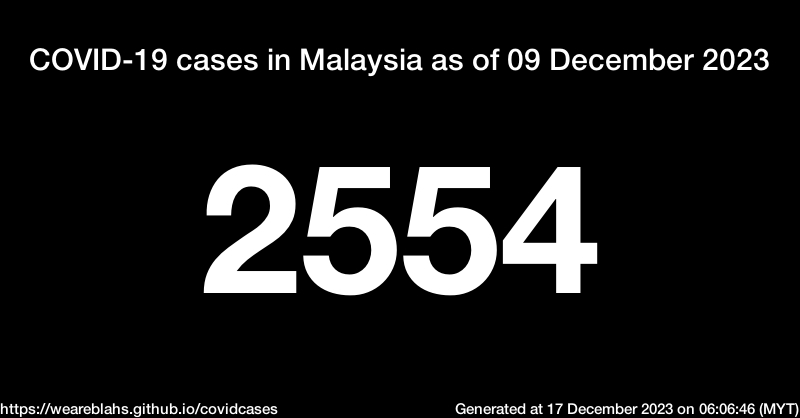 COVID-19 cases in Malaysia as of 09 December 2023
2554
https://weareblahs.github.io/covidcases
Generated at 17 December 2023 on 06:06:46 (MYT)